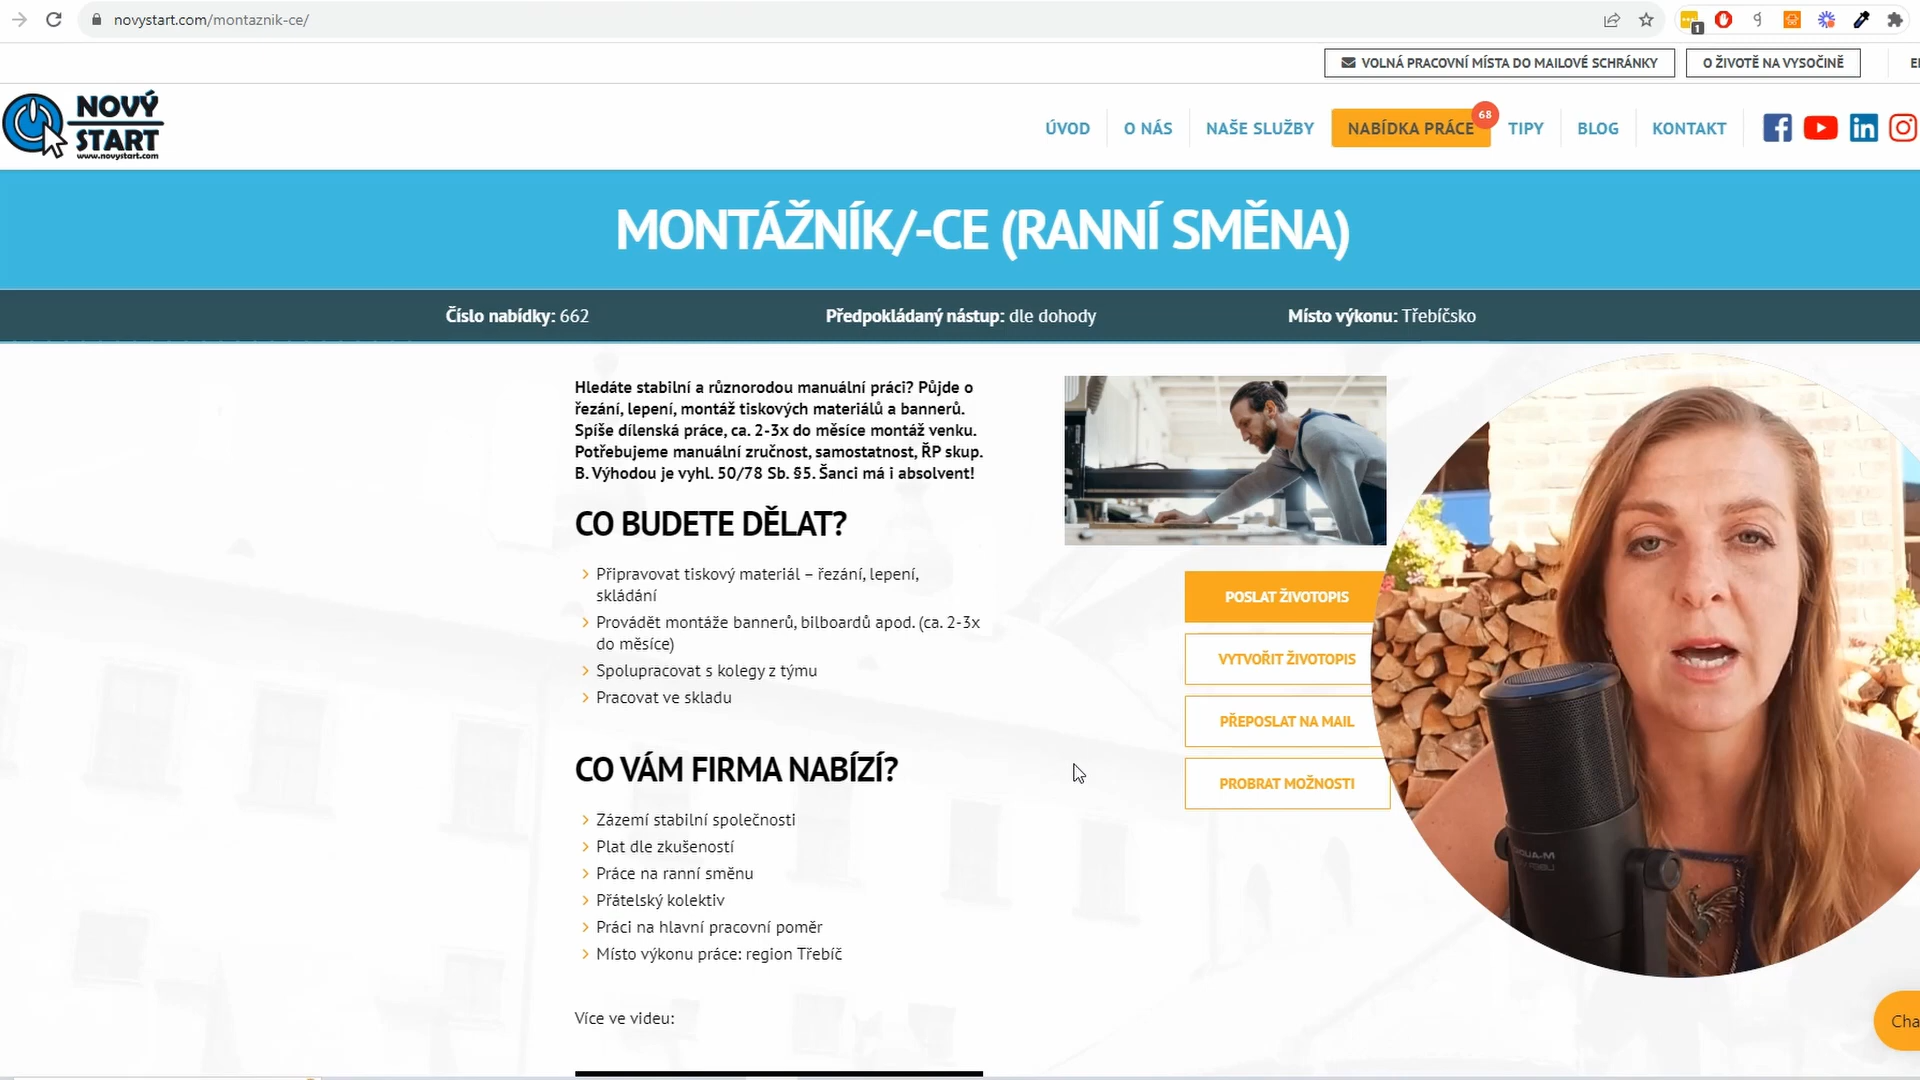 novystart.com/montaznik-ce/
1
VOLNÁ PRACOVNÍ MÍSTA DO MAILOVÉ SCHRÁNKY
O ŽIVOTĚ NA VYSOČINĚ
NOVÝ
START
www.novystart.com
ÚVOD
O NÁS
NAŠE SLUŽBY
NABÍDKA PRÁCE
68
TIPY
BLOG
KONTAKT
MONTÁŽNÍK/-CE (RANNÍ SMĚNA)
Číslo nabídky: 662
Předpokládaný nástup: dle dohody
Místo výkonu: Třebíčsko
Hledáte stabilní a různorodou manuální práci? Půjde o
řezání, lepení, montáž tiskových materiálů a bannerů.
Spíše dílenská práce, ca. 2-3x do měsíce montáž venku.
Potřebujeme manuální zručnost, samostatnost, ŘP skup.
B. Výhodou je vyhl. 50/78 Sb. §5. Šanci má i absolvent!
CO BUDETE DĚLAT?
Připravovat tiskový materiál – řezání, lepení,
skládání
Provádět montáže bannerů, bilboardů apod. (ca. 2-3x
do měsíce)
Spolupracovat s kolegy z týmu
Pracovat ve skladu
CO VÁM FIRMA NABÍZÍ?
Zázemí stabilní společnosti
Plat dle zkušeností
Práce na ranní směnu
Přátelský kolektiv
Práci na hlavní pracovní poměr
Místo výkonu práce: region Třebíč
Více ve videu:
POSLAT ŽIVOTOPIS
VYTVOŘIT ŽIVOTOPIS
PŘEPOSLAT NA MAIL
PROBRAT MOŽNOSTI
Cha